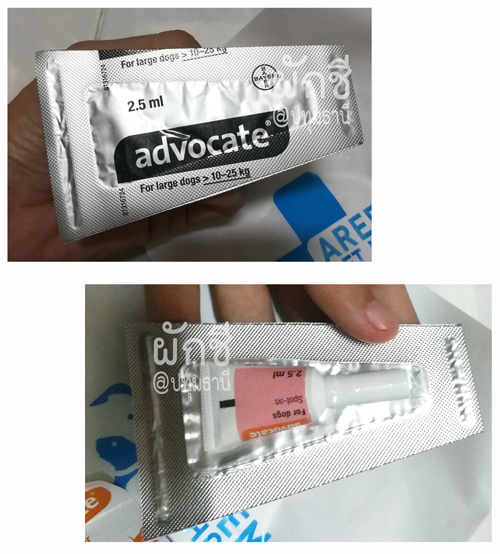 For large dogs > 10–25 kg
BAYER
2.5 ml
advocate®
For large dogs > 10–25 kg
ผักชี
@ปทุมธานี
ผักชี
@ปทุมธานี
2.5 ml
Spot-on
For dogs
advocate